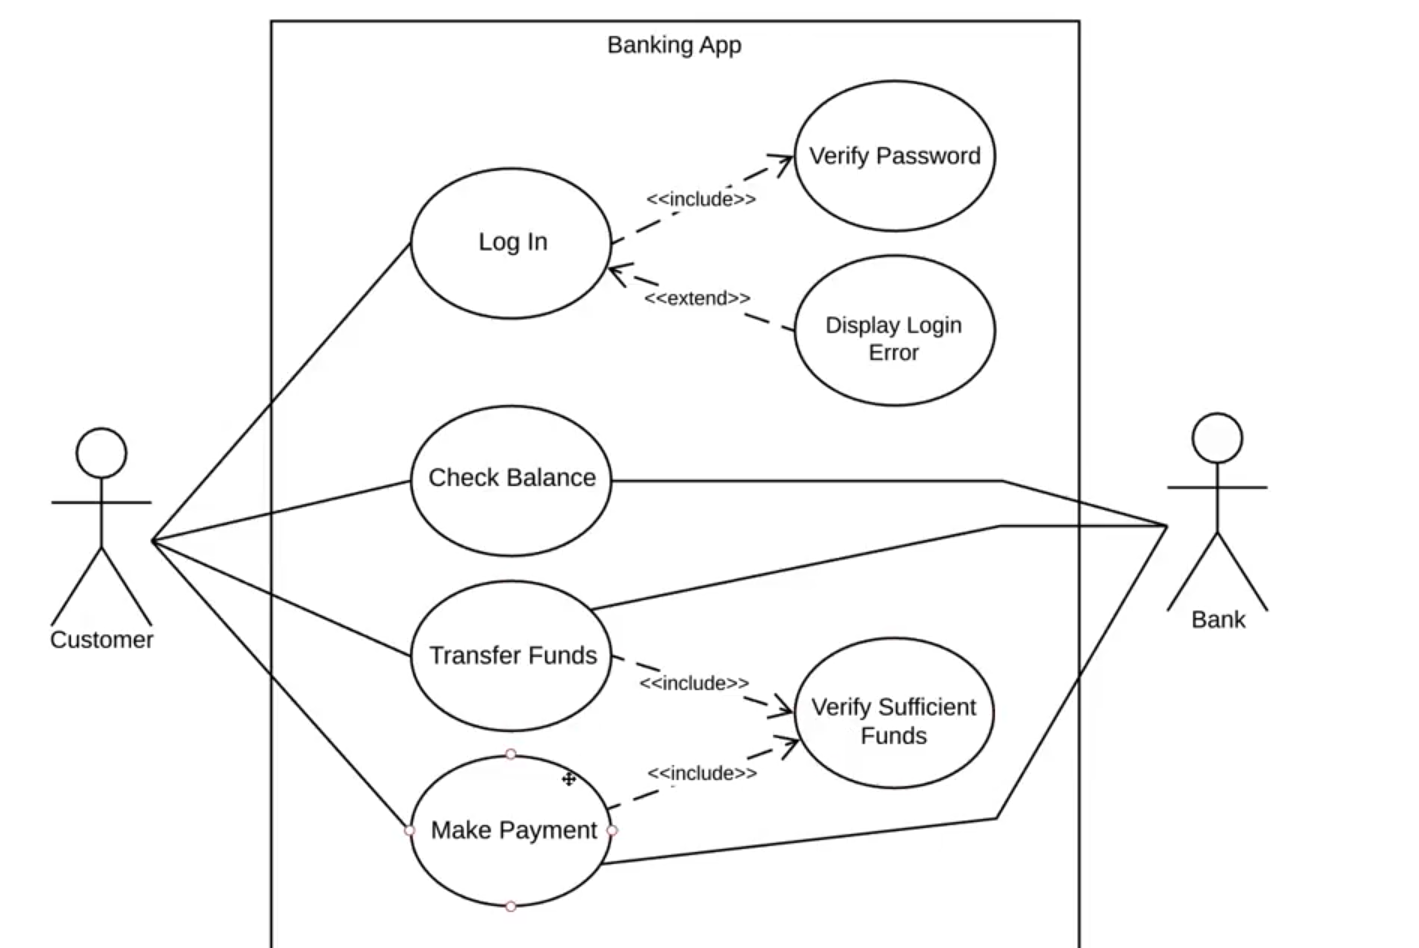 Banking App
Verify Password
<<include>>
Log In
<<extend>>
Display Login
Error
Check Balance
Customer
Bank
Transfer Funds
<<include>>
Verify Sufficient
Funds
<<include>>
Make Payment